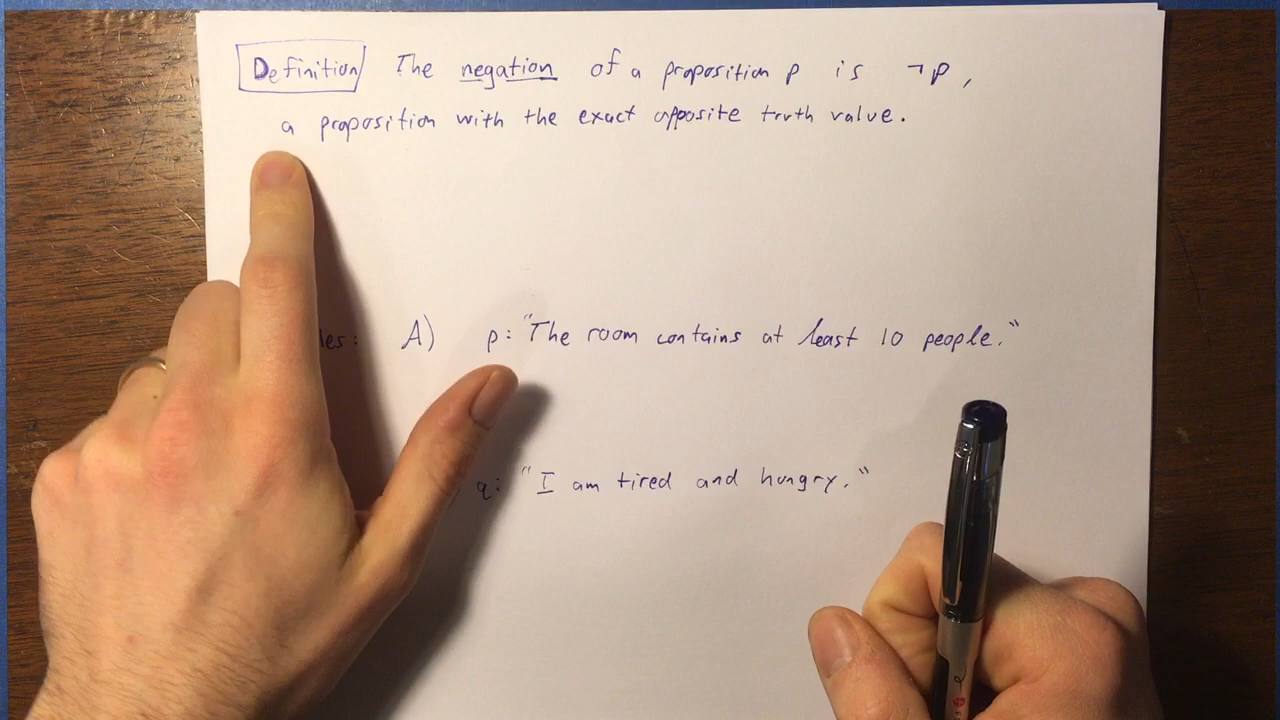 Definition The negation of a proposition p is ¬p,
a proposition with the exact opposite truth value.
A) p: "The room contains at least 10 people."
q: "I am tired and hungry."